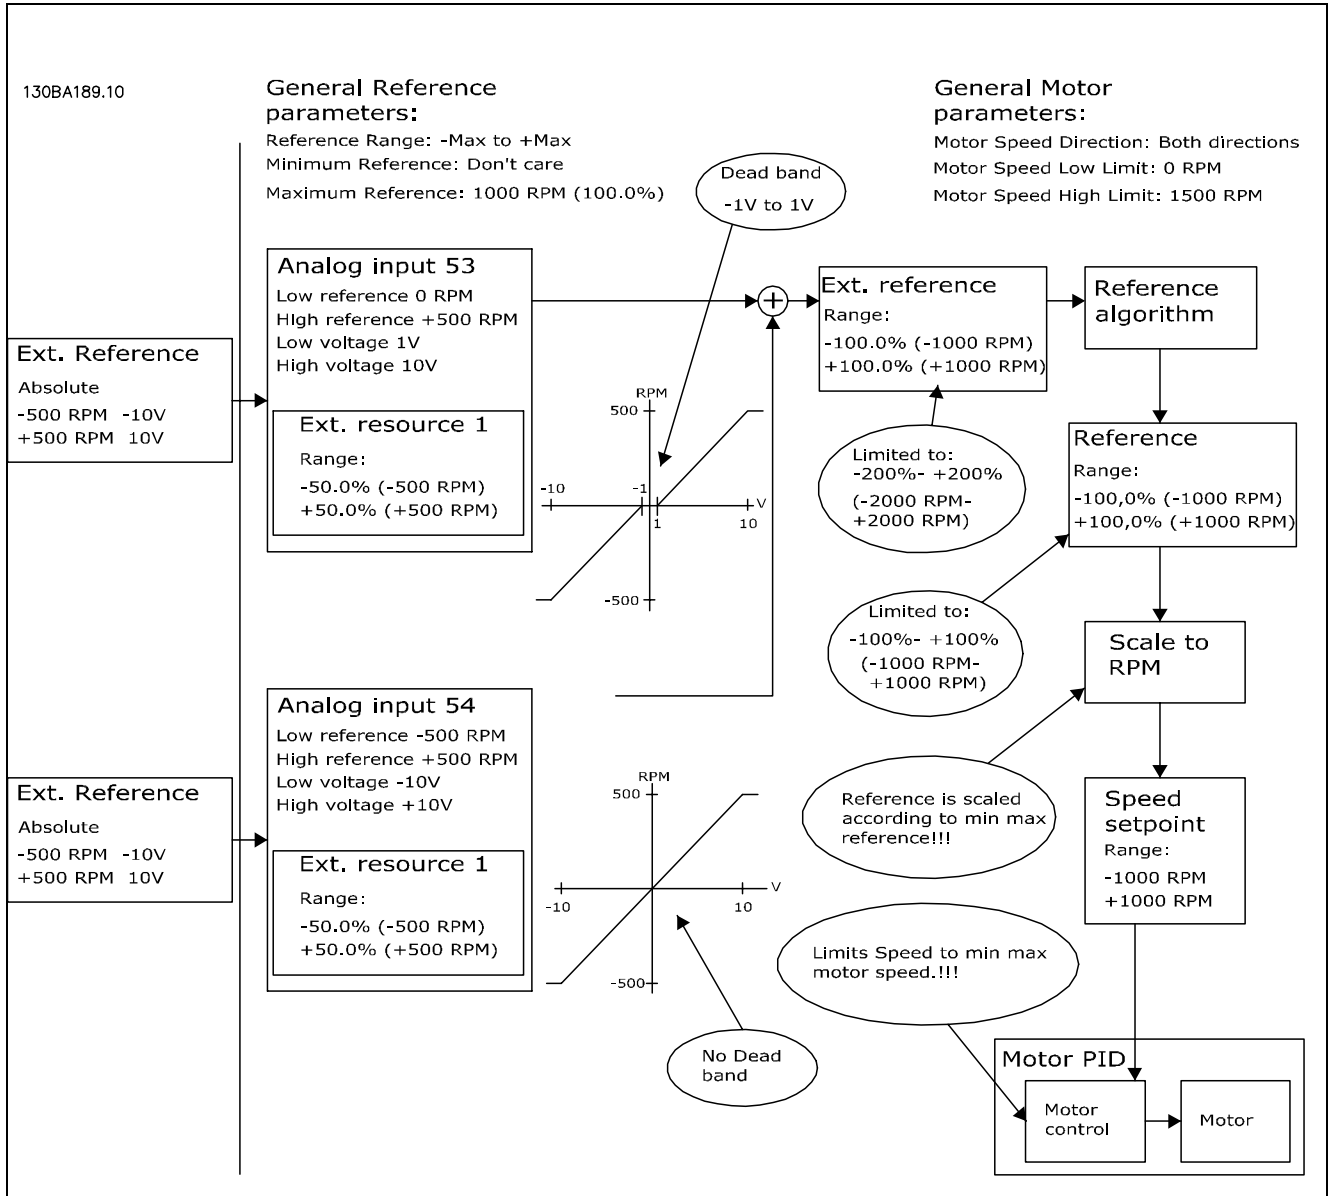 130BA189.10
General Reference
parameters:
Reference Range: -Max to +Max
Minimum Reference: Don't care
Maximum Reference: 1000 RPM (100.0%)
General Motor
parameters:
Motor Speed Direction: Both directions
Motor Speed Low Limit: 0 RPM
Motor Speed High Limit: 1500 RPM
Dead band
-1V to 1V
Ext. Reference
Absolute
-500 RPM -10V
+500 RPM 10V
Analog input 53
Low reference 0 RPM
High reference +500 RPM
Low voltage 1V
High voltage 10V
Ext. resource 1
Range:
-50.0% (-500 RPM)
+50.0% (+500 RPM)
RPM
500
-10
-1
V
1
10
-500
+
Ext. reference
Range:
-100.0% (-1000 RPM)
+100.0% (+1000 RPM)
Reference
algorithm
Limited to:
-200%- +200%
(-2000 RPM-
+2000 RPM)
Reference
Range:
-100,0% (-1000 RPM)
+100,0% (+1000 RPM)
Limited to:
-100%- +100%
(-1000 RPM-
+1000 RPM)
Scale to
RPM
Ext. Reference
Absolute
-500 RPM -10V
+500 RPM 10V
Analog input 54
Low reference -500 RPM
High reference +500 RPM
Low voltage -10V
High voltage +10V
Ext. resource 1
Range:
-50.0% (-500 RPM)
+50.0% (+500 RPM)
RPM
500
V
-10
10
-500
No Dead
band
Reference is scaled
according to min max
reference!!!
Speed
setpoint
Range:
-1000 RPM
+1000 RPM
Limits Speed to min max
motor speed.!!!
Motor PID
Motor
control
Motor